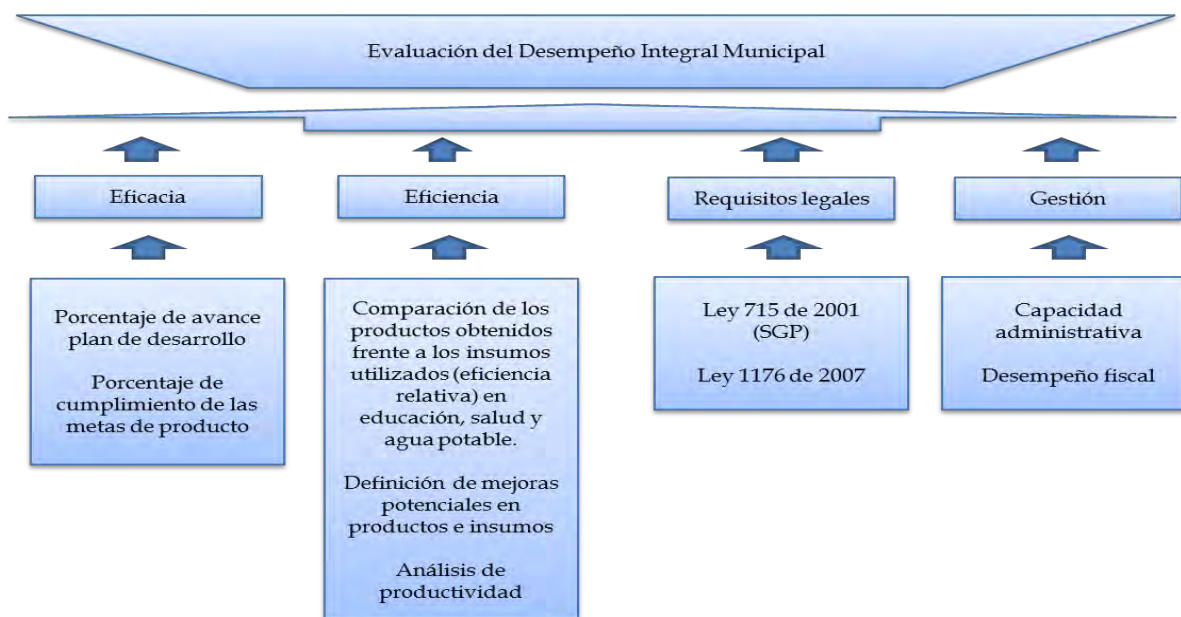 Evaluación del Desempeño Integral Municipal
Eficacia
Eficiencia
Requisitos legales
Gestión
Porcentaje de avance
plan de desarrollo
Porcentaje de
cumplimiento de las
metas de producto
Comparación de los
productos obtenidos
frente a los insumos
utilizados (eficiencia
relativa) en
educación, salud y
agua potable.
Definición de mejoras
potenciales en
productos e insumos
Análisis de
productividad
Ley 715 de 2001
(SGP)
Ley 1176 de 2007
Capacidad
administrativa
Desempeño fiscal